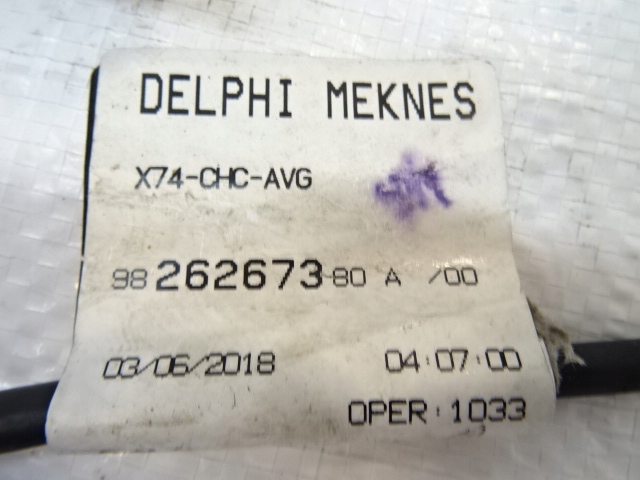 DELPHI MEKNES
X74-CHC-AVG
98 262673-80 A /00
03/06/2018 04:07:00
OPER:1033